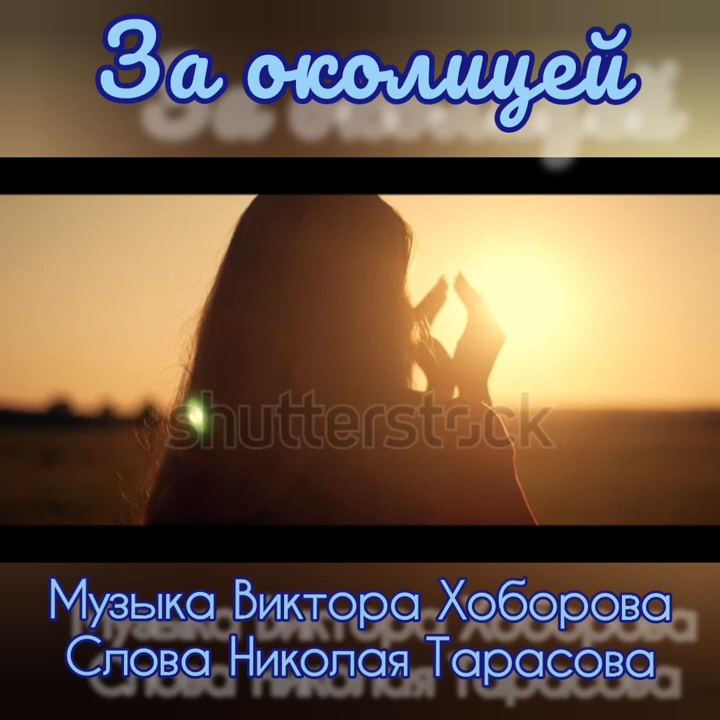 За околицей
shutterstock
Музыка Виктора Хоборова
Слова Николая Тарасова